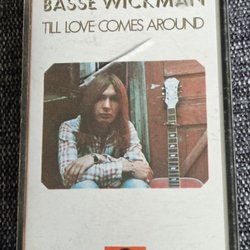 BASSE WICKMAN
TILL LOVE COMES AROUND